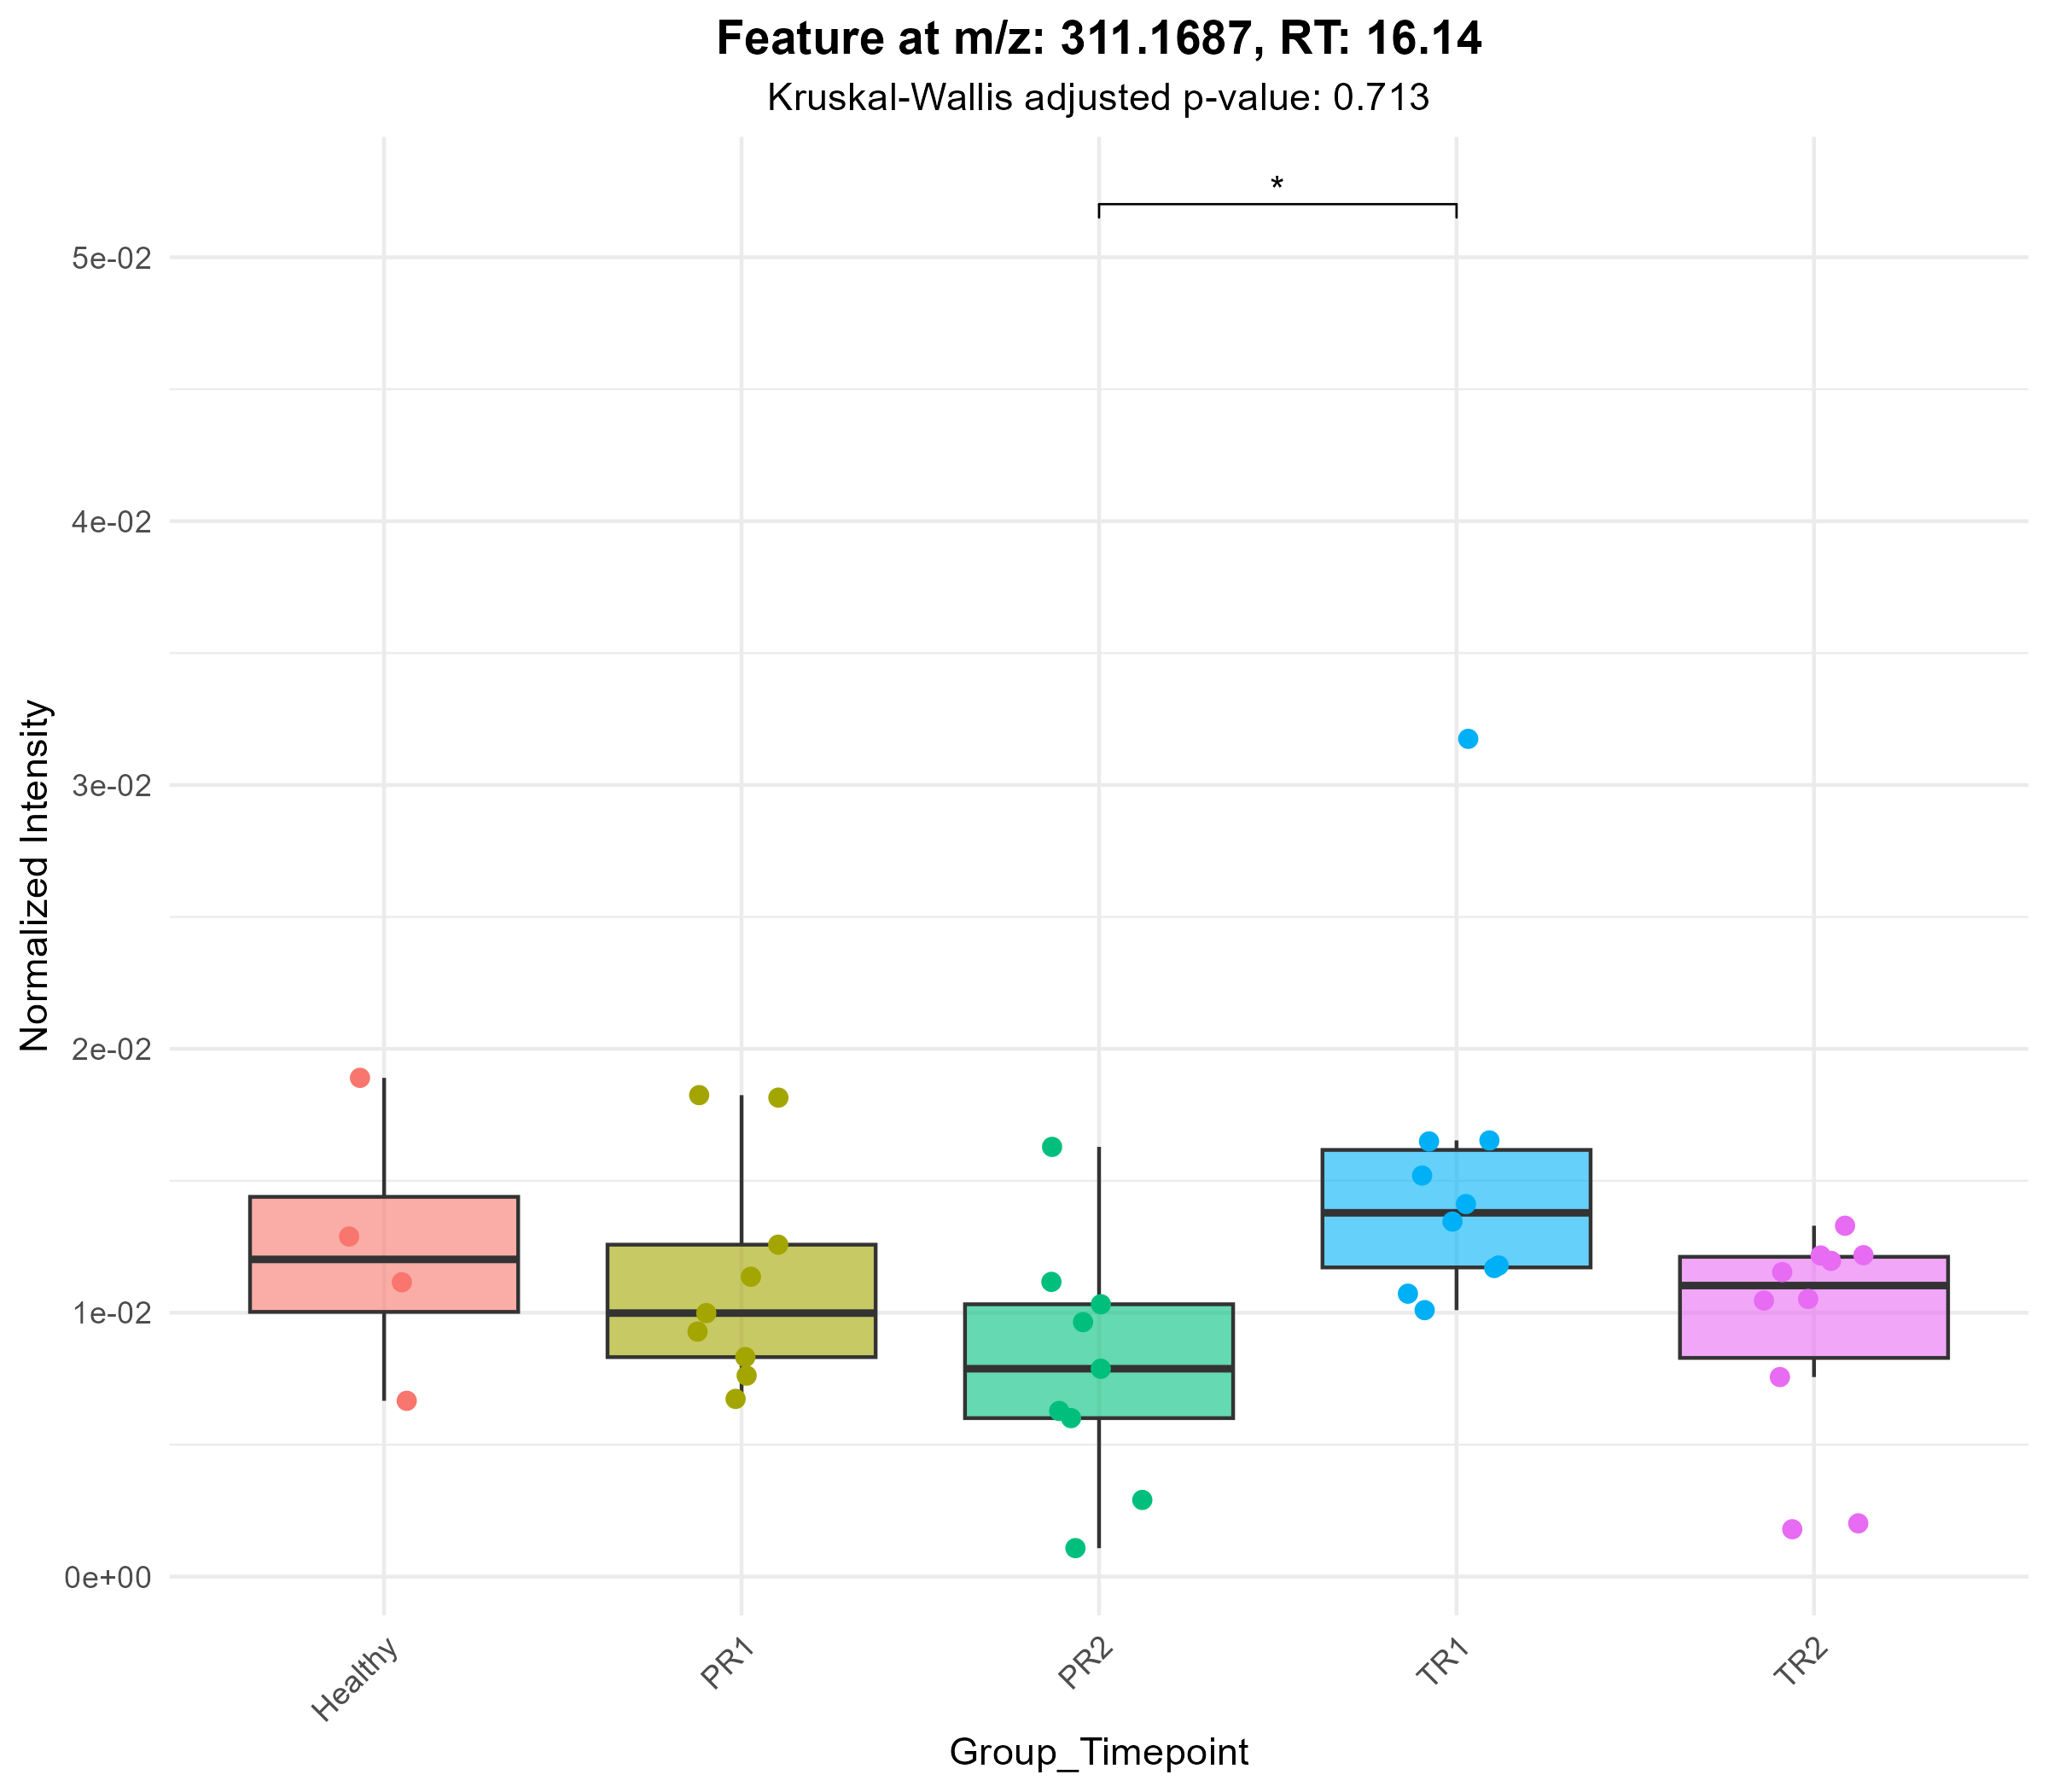 Feature at m/z: 311.1687, RT: 16.14
Kruskal-Wallis adjusted p-value: 0.713
*
5e-02
4e-02
3e-02
2e-02
1e-02
0e+00
Normalized Intensity
Healthy
PR1
PR2
TR1
TR2
Group_Timepoint